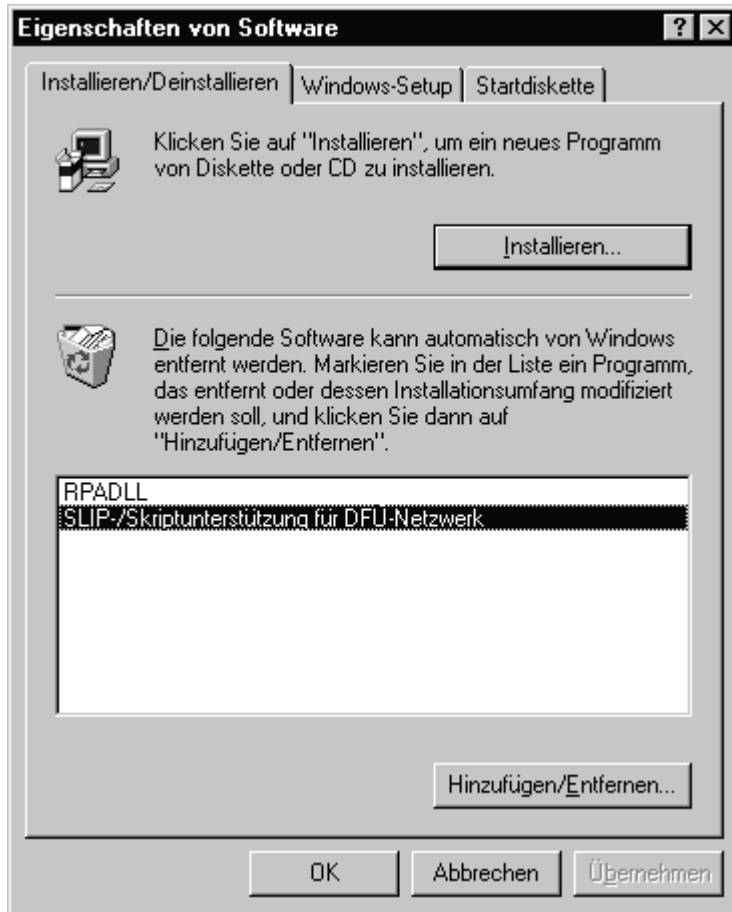 Eigenschaften von Software
Installieren/Deinstallieren Windows-Setup Startdiskette
Klicken Sie auf "Installieren", um ein neues Programm
von Diskette oder CD zu installieren.
Installieren...
Die folgende Software kann automatisch von Windows
entfernt werden. Markieren Sie in der Liste ein Programm,
das entfernt oder dessen Installationsumfang modifiziert
werden soll, und klicken Sie dann auf
"Hinzufügen/Entfernen".
RPADLL
SLIP-/Skriptunterstützung für DFÜ-Netzwerk
Hinzufügen/Entfernen...
OK Abbrechen Übernehmen